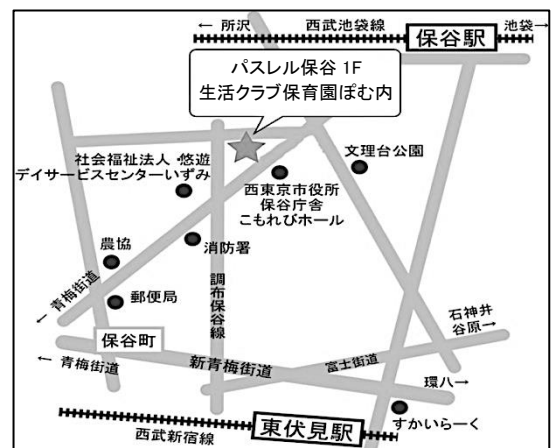 ← 所沢
西武池袋線
保谷駅
池袋→
パスレル保谷 1F
生活クラブ保育園ぽむ内
社会福祉法人・悠遊
デイサービスセンターいずみ
文理台公園
西東京市役所
保谷庁舎
こもれびホール
農協
消防署
← 青梅街道
郵便局
調布保谷線
保谷町
石神井
谷原→
← 青梅街道
新青梅街道
富士街道
環八→
すかいらーく
東伏見駅
西武新宿線